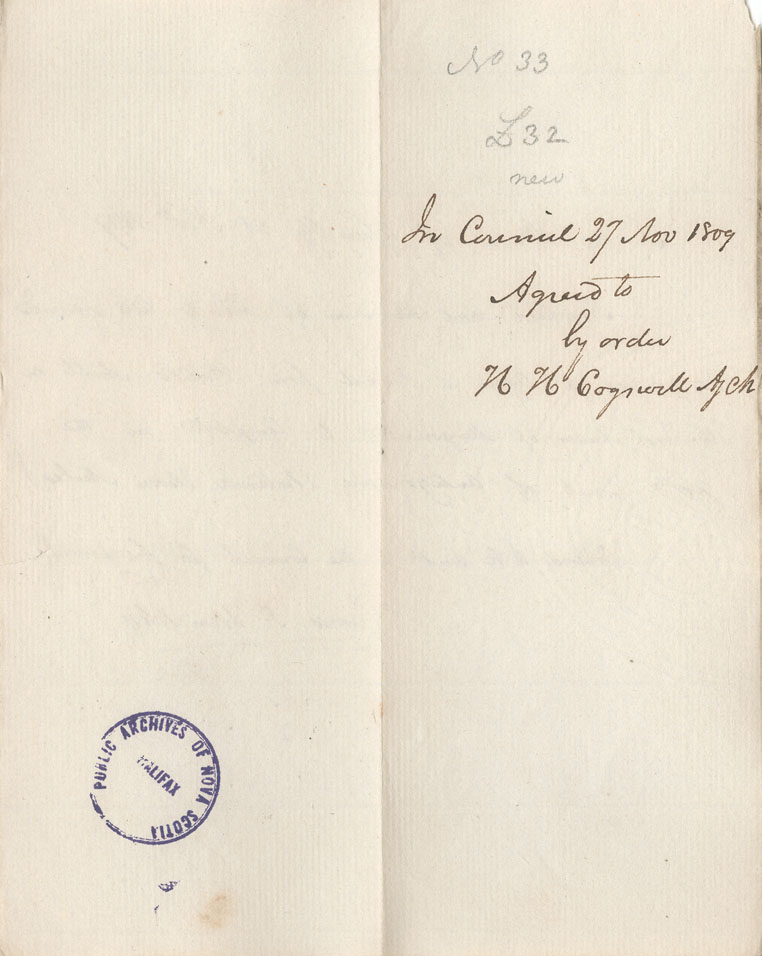 No 33
£32
new
In Council 27 Nov 1809
Agreed to
by order
H H Cogswell
PUBLIC ARCHIVES OF NOVA SCOTIA
HALIFAX